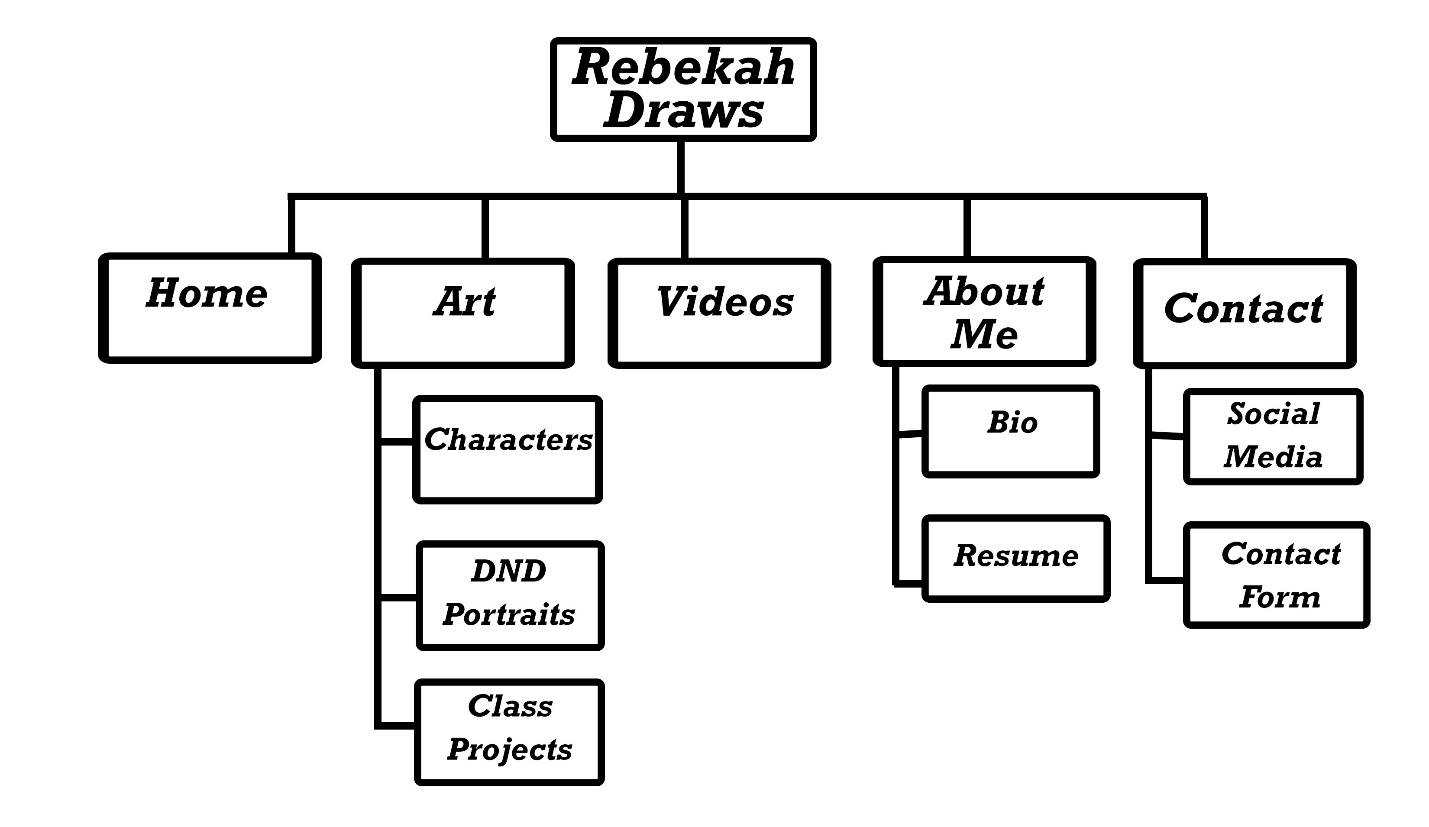 Rebekah
Draws
Home
Art
Videos
About
Me
Contact
Characters
DND
Portraits
Class
Projects
Bio
Resume
Social
Media
Contact
Form